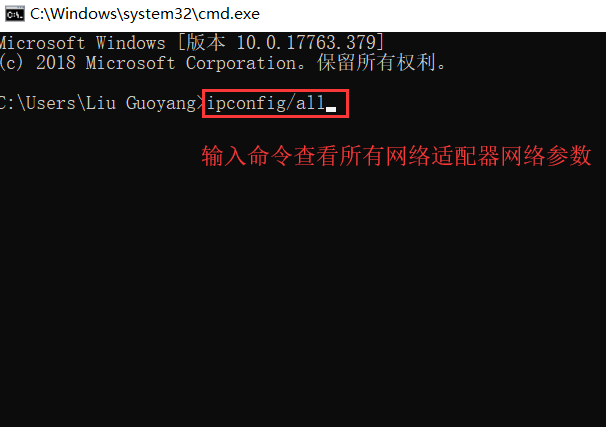 C:\Windows\system32\cmd.exe
Microsoft Windows [版本 10.0.17763.379]
(c) 2018 Microsoft Corporation。保留所有权利。
C:\Users\Liu Guoyang>ipconfig/all
输入命令查看所有网络适配器网络参数